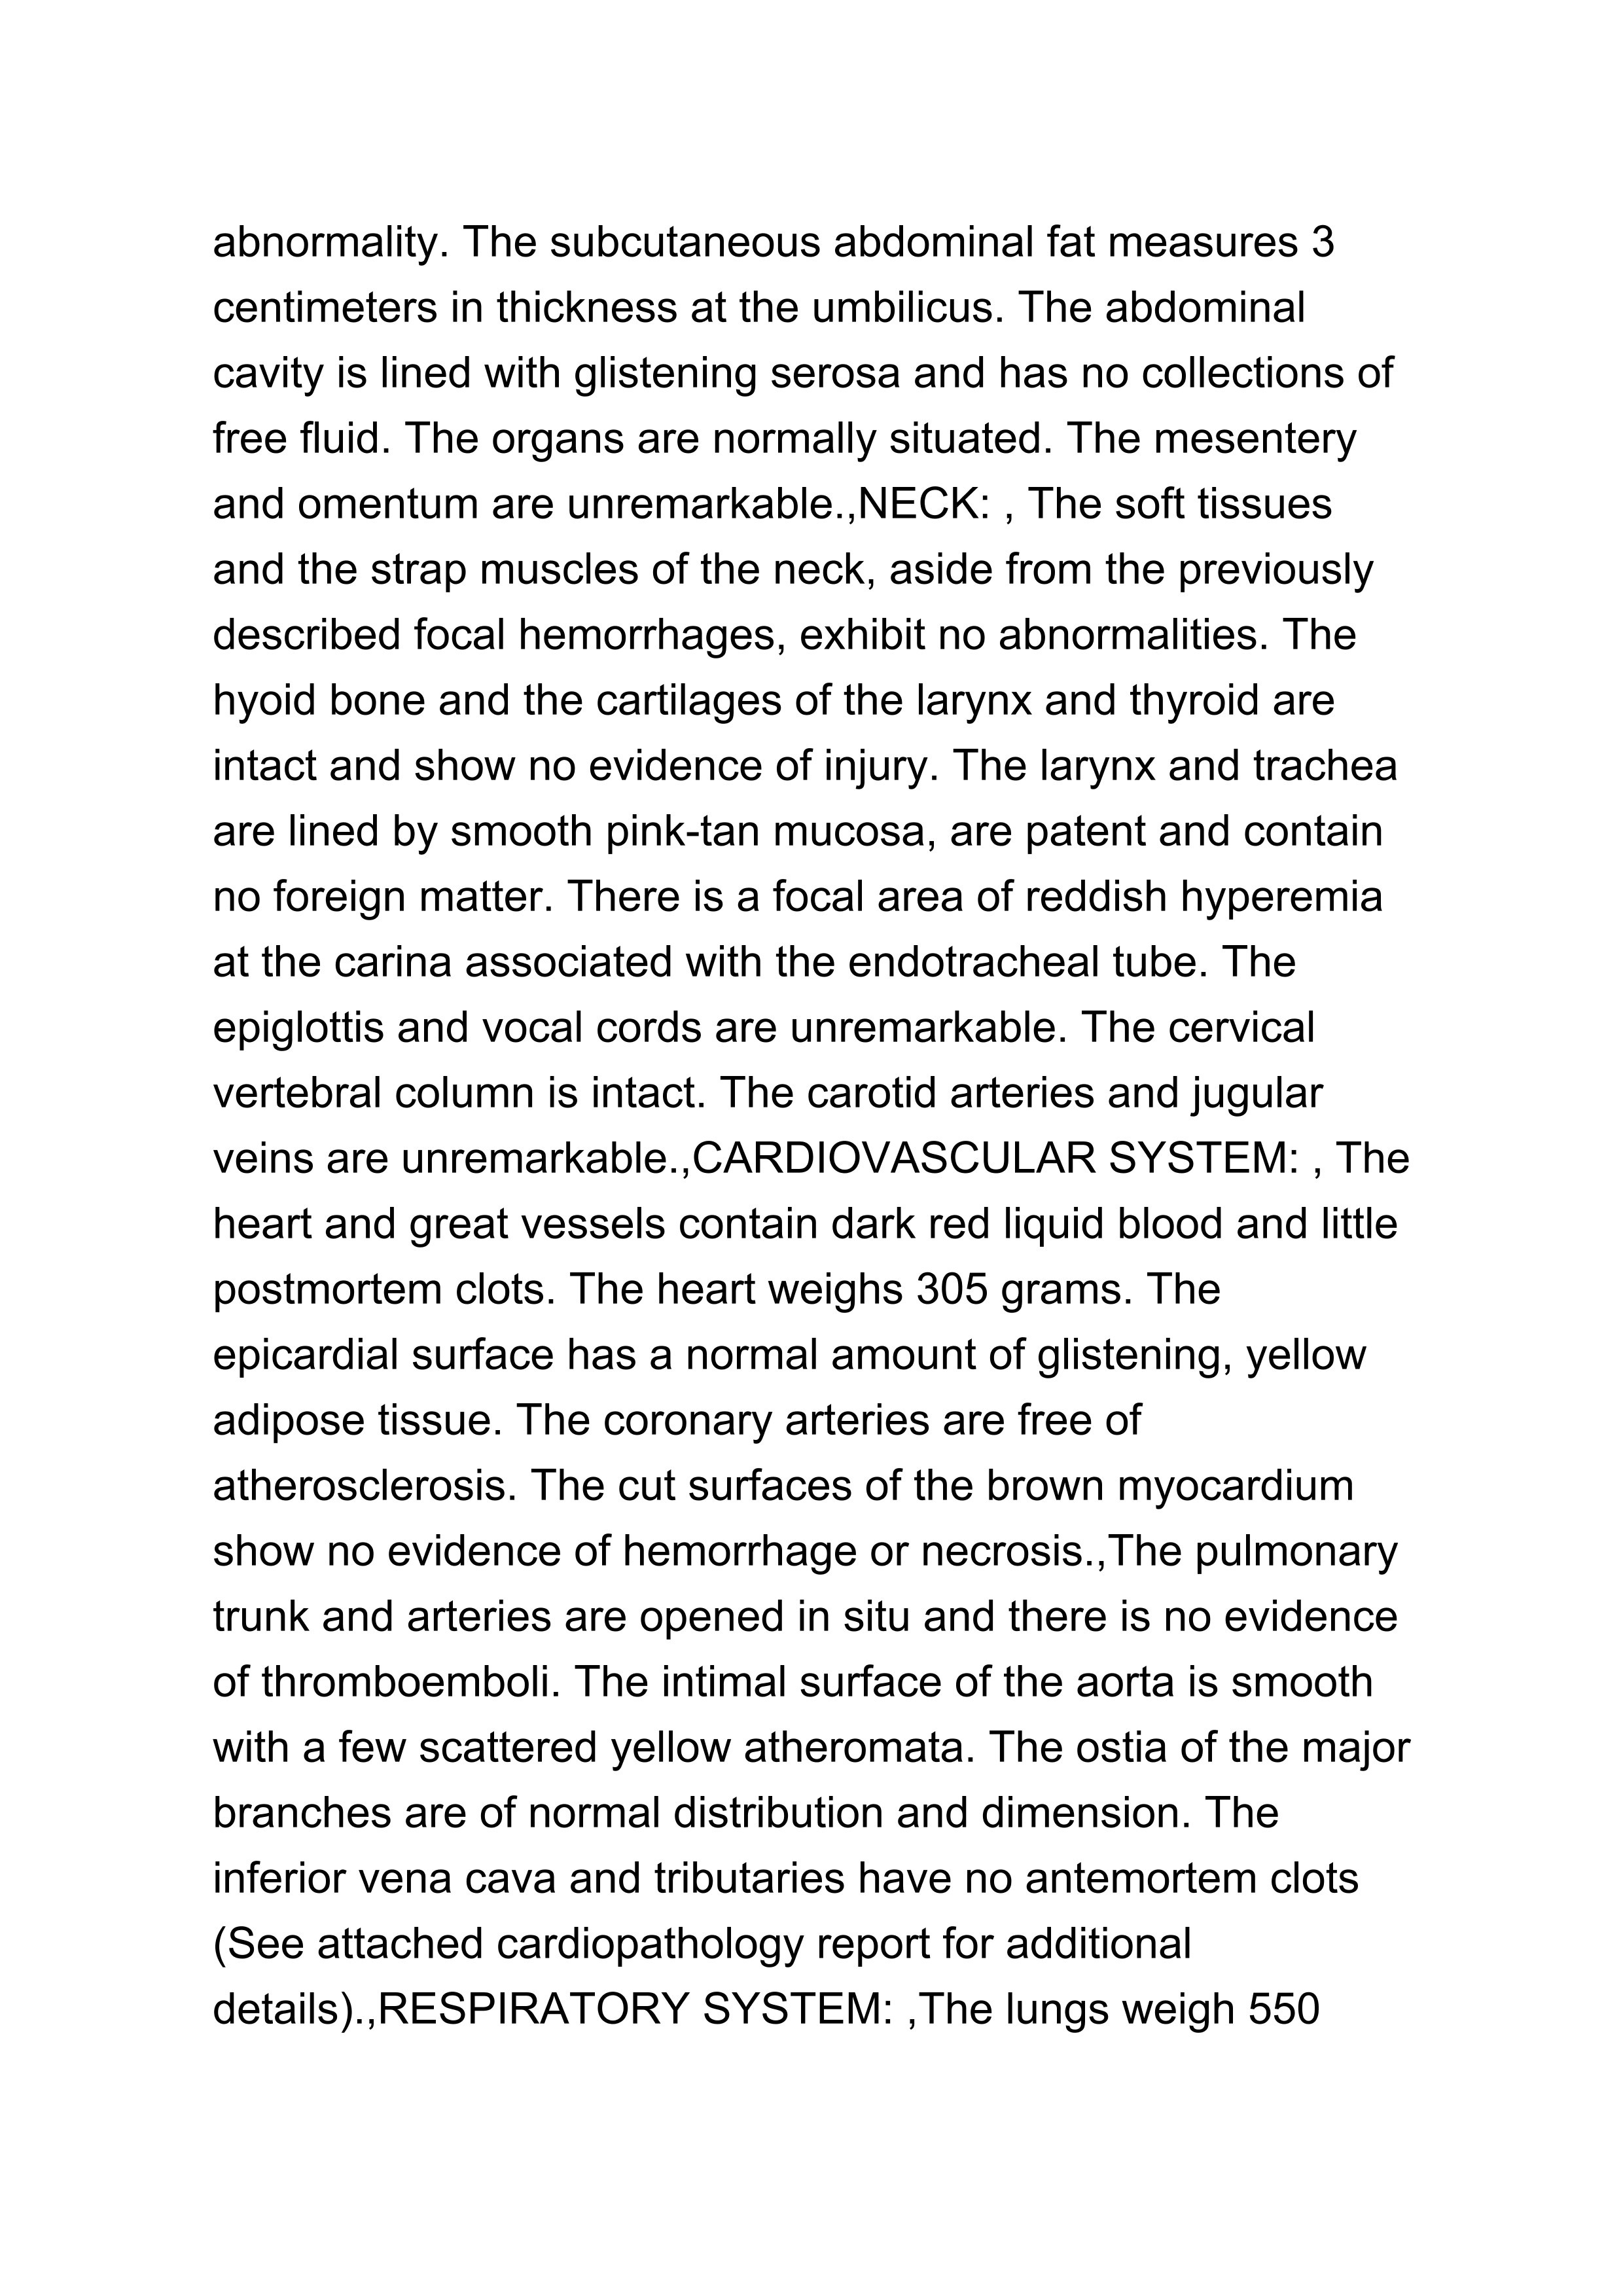 abnormality. The subcutaneous abdominal fat measures 3
centimeters in thickness at the umbilicus. The abdominal
cavity is lined with glistening serosa and has no collections of
free fluid. The organs are normally situated. The mesentery
and omentum are unremarkable.,NECK: , The soft tissues
and the strap muscles of the neck, aside from the previously
described focal hemorrhages, exhibit no abnormalities. The
hyoid bone and the cartilages of the larynx and thyroid are
intact and show no evidence of injury. The larynx and trachea
are lined by smooth pink-tan mucosa, are patent and contain
no foreign matter. There is a focal area of reddish hyperemia
at the carina associated with the endotracheal tube. The
epiglottis and vocal cords are unremarkable. The cervical
vertebral column is intact. The carotid arteries and jugular
veins are unremarkable.,CARDIOVASCULAR SYSTEM: , The
heart and great vessels contain dark red liquid blood and little
postmortem clots. The heart weighs 305 grams. The
epicardial surface has a normal amount of glistening, yellow
adipose tissue. The coronary arteries are free of
atherosclerosis. The cut surfaces of the brown myocardium
show no evidence of hemorrhage or necrosis.,The pulmonary
trunk and arteries are opened in situ and there is no evidence
of thromboemboli. The intimal surface of the aorta is smooth
with a few scattered yellow atheromata. The ostia of the major
branches are of normal distribution and dimension. The
inferior vena cava and tributaries have no antemortem clots
(See attached cardiopathology report for additional
details).,RESPIRATORY SYSTEM: ,The lungs weigh 550